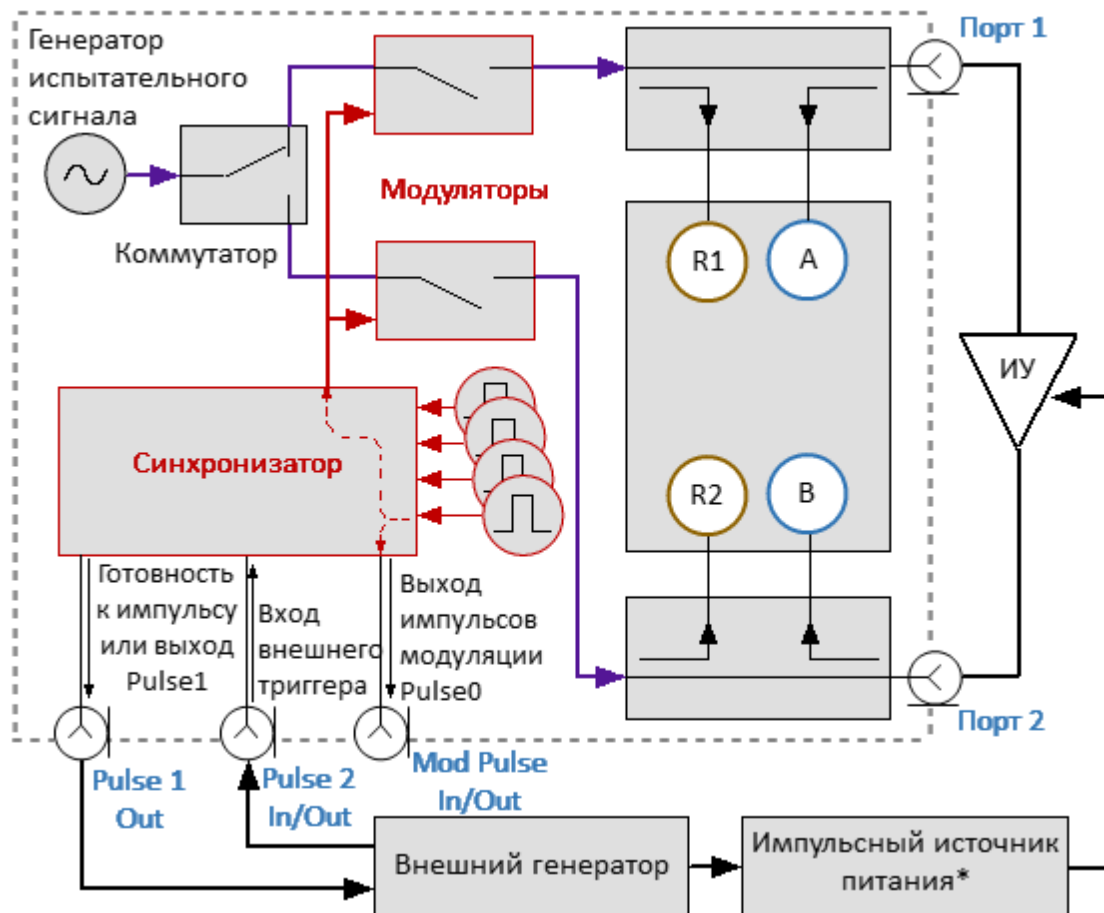 Генератор
испытательного
сигнала
Порт 1
Модуляторы
Коммутатор
R1
A
ИУ
Синхронизатор
R2
B
Готовность
к импульсу
или выход
Pulse1
Вход
внешнего
триггера
Выход
импульсов
модуляции
Pulse0
Порт 2
Pulse 1
Out
Pulse 2
In/Out
Mod Pulse
In/Out
Внешний генератор
Импульсный источник
питания*